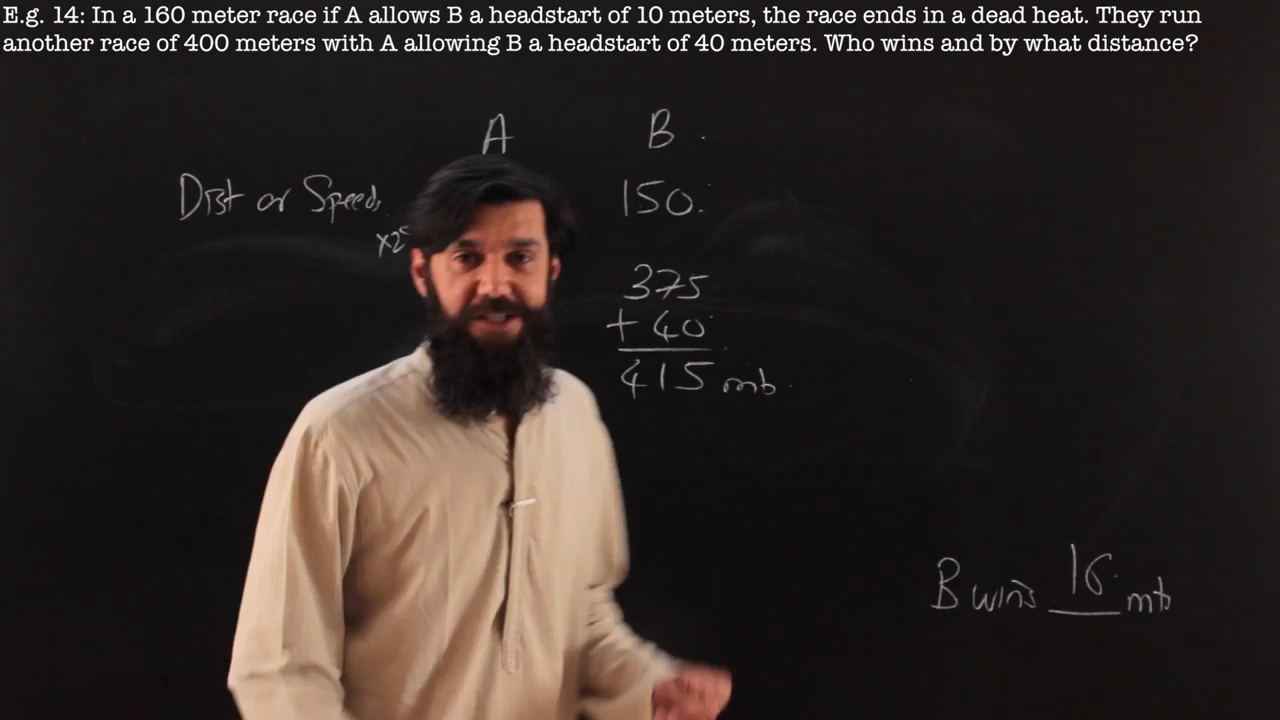 E.g. 14: In a 160 meter race if A allows B a headstart of 10 meters, the race ends in a dead heat. They run
another race of 400 meters with A allowing B a headstart of 40 meters. Who wins and by what distance?
A B
Dist or Speeds 150
375
+ 40
415 mts
B wins 16 mts